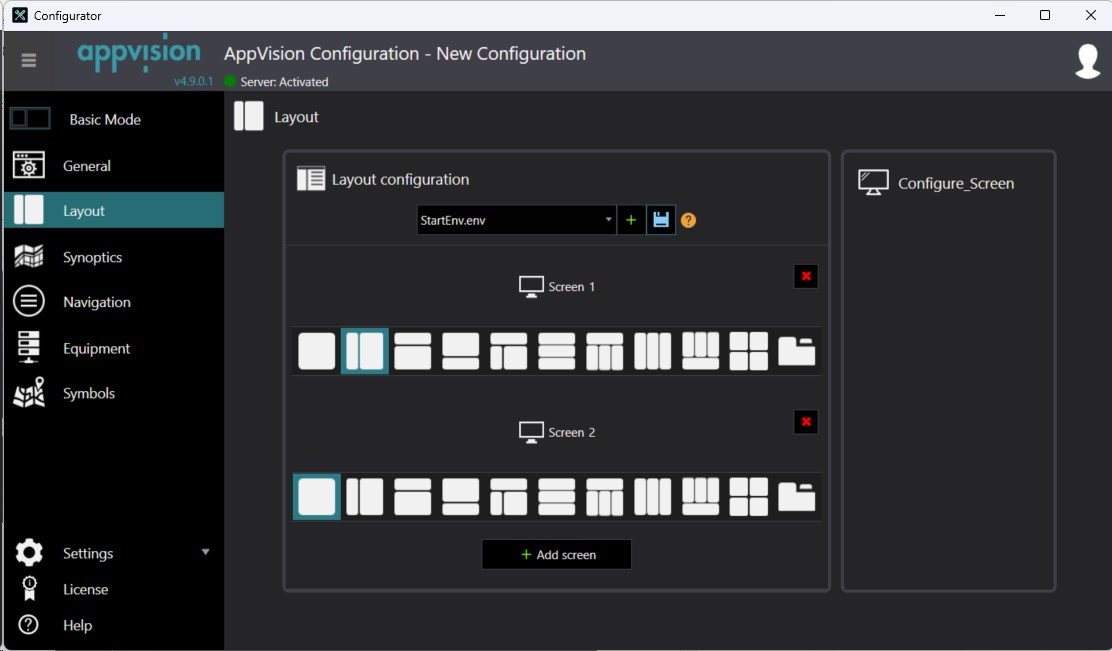 Configurator
appvision
v4.9.0.1
AppVision Configuration - New Configuration
Server: Activated
Basic Mode
General
Layout
Synoptics
Navigation
Equipment
Symbols
Settings
License
Help
Layout
Layout configuration
StartEnv.env
?
Screen 1
Screen 2
+ Add screen
Configure_Screen